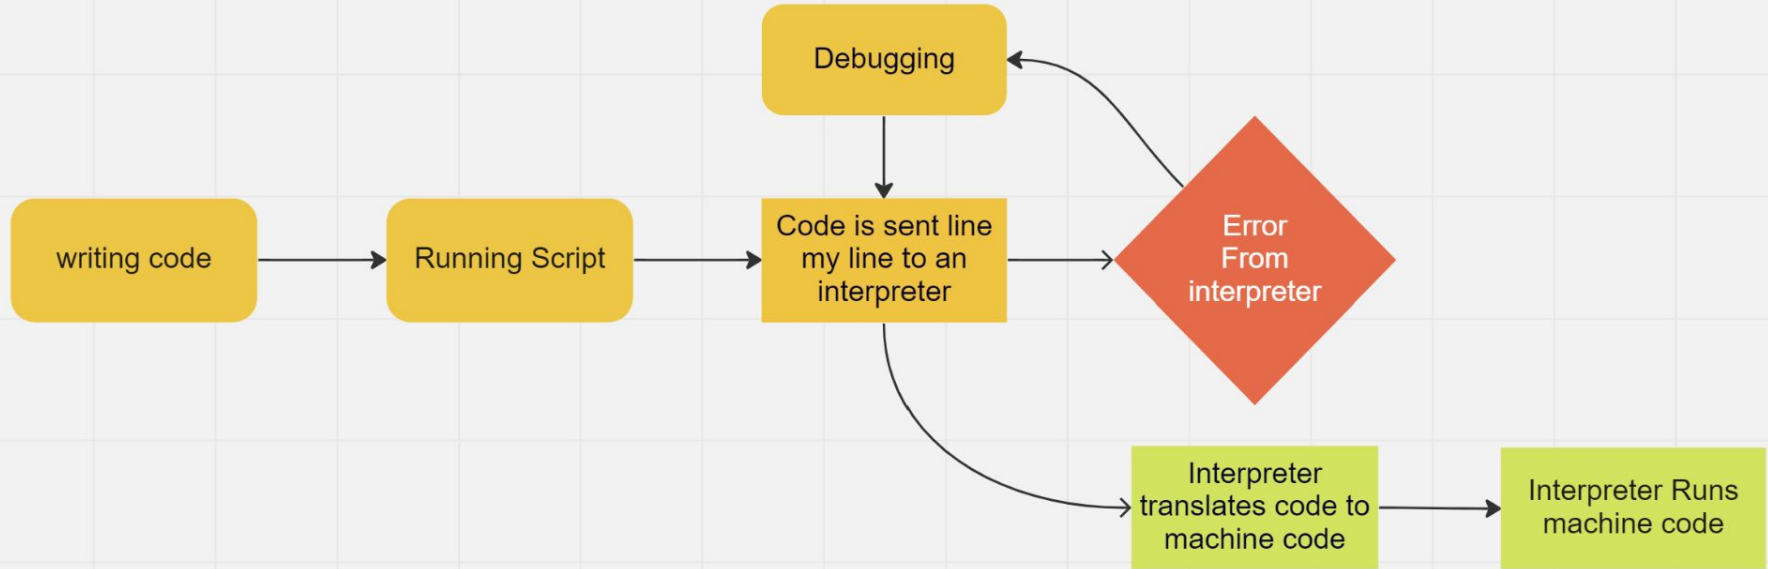 Debugging
writing code
Running Script
Code is sent line
my line to an
interpreter
Error
From
interpreter
Interpreter
translates code to
machine code
Interpreter Runs
machine code